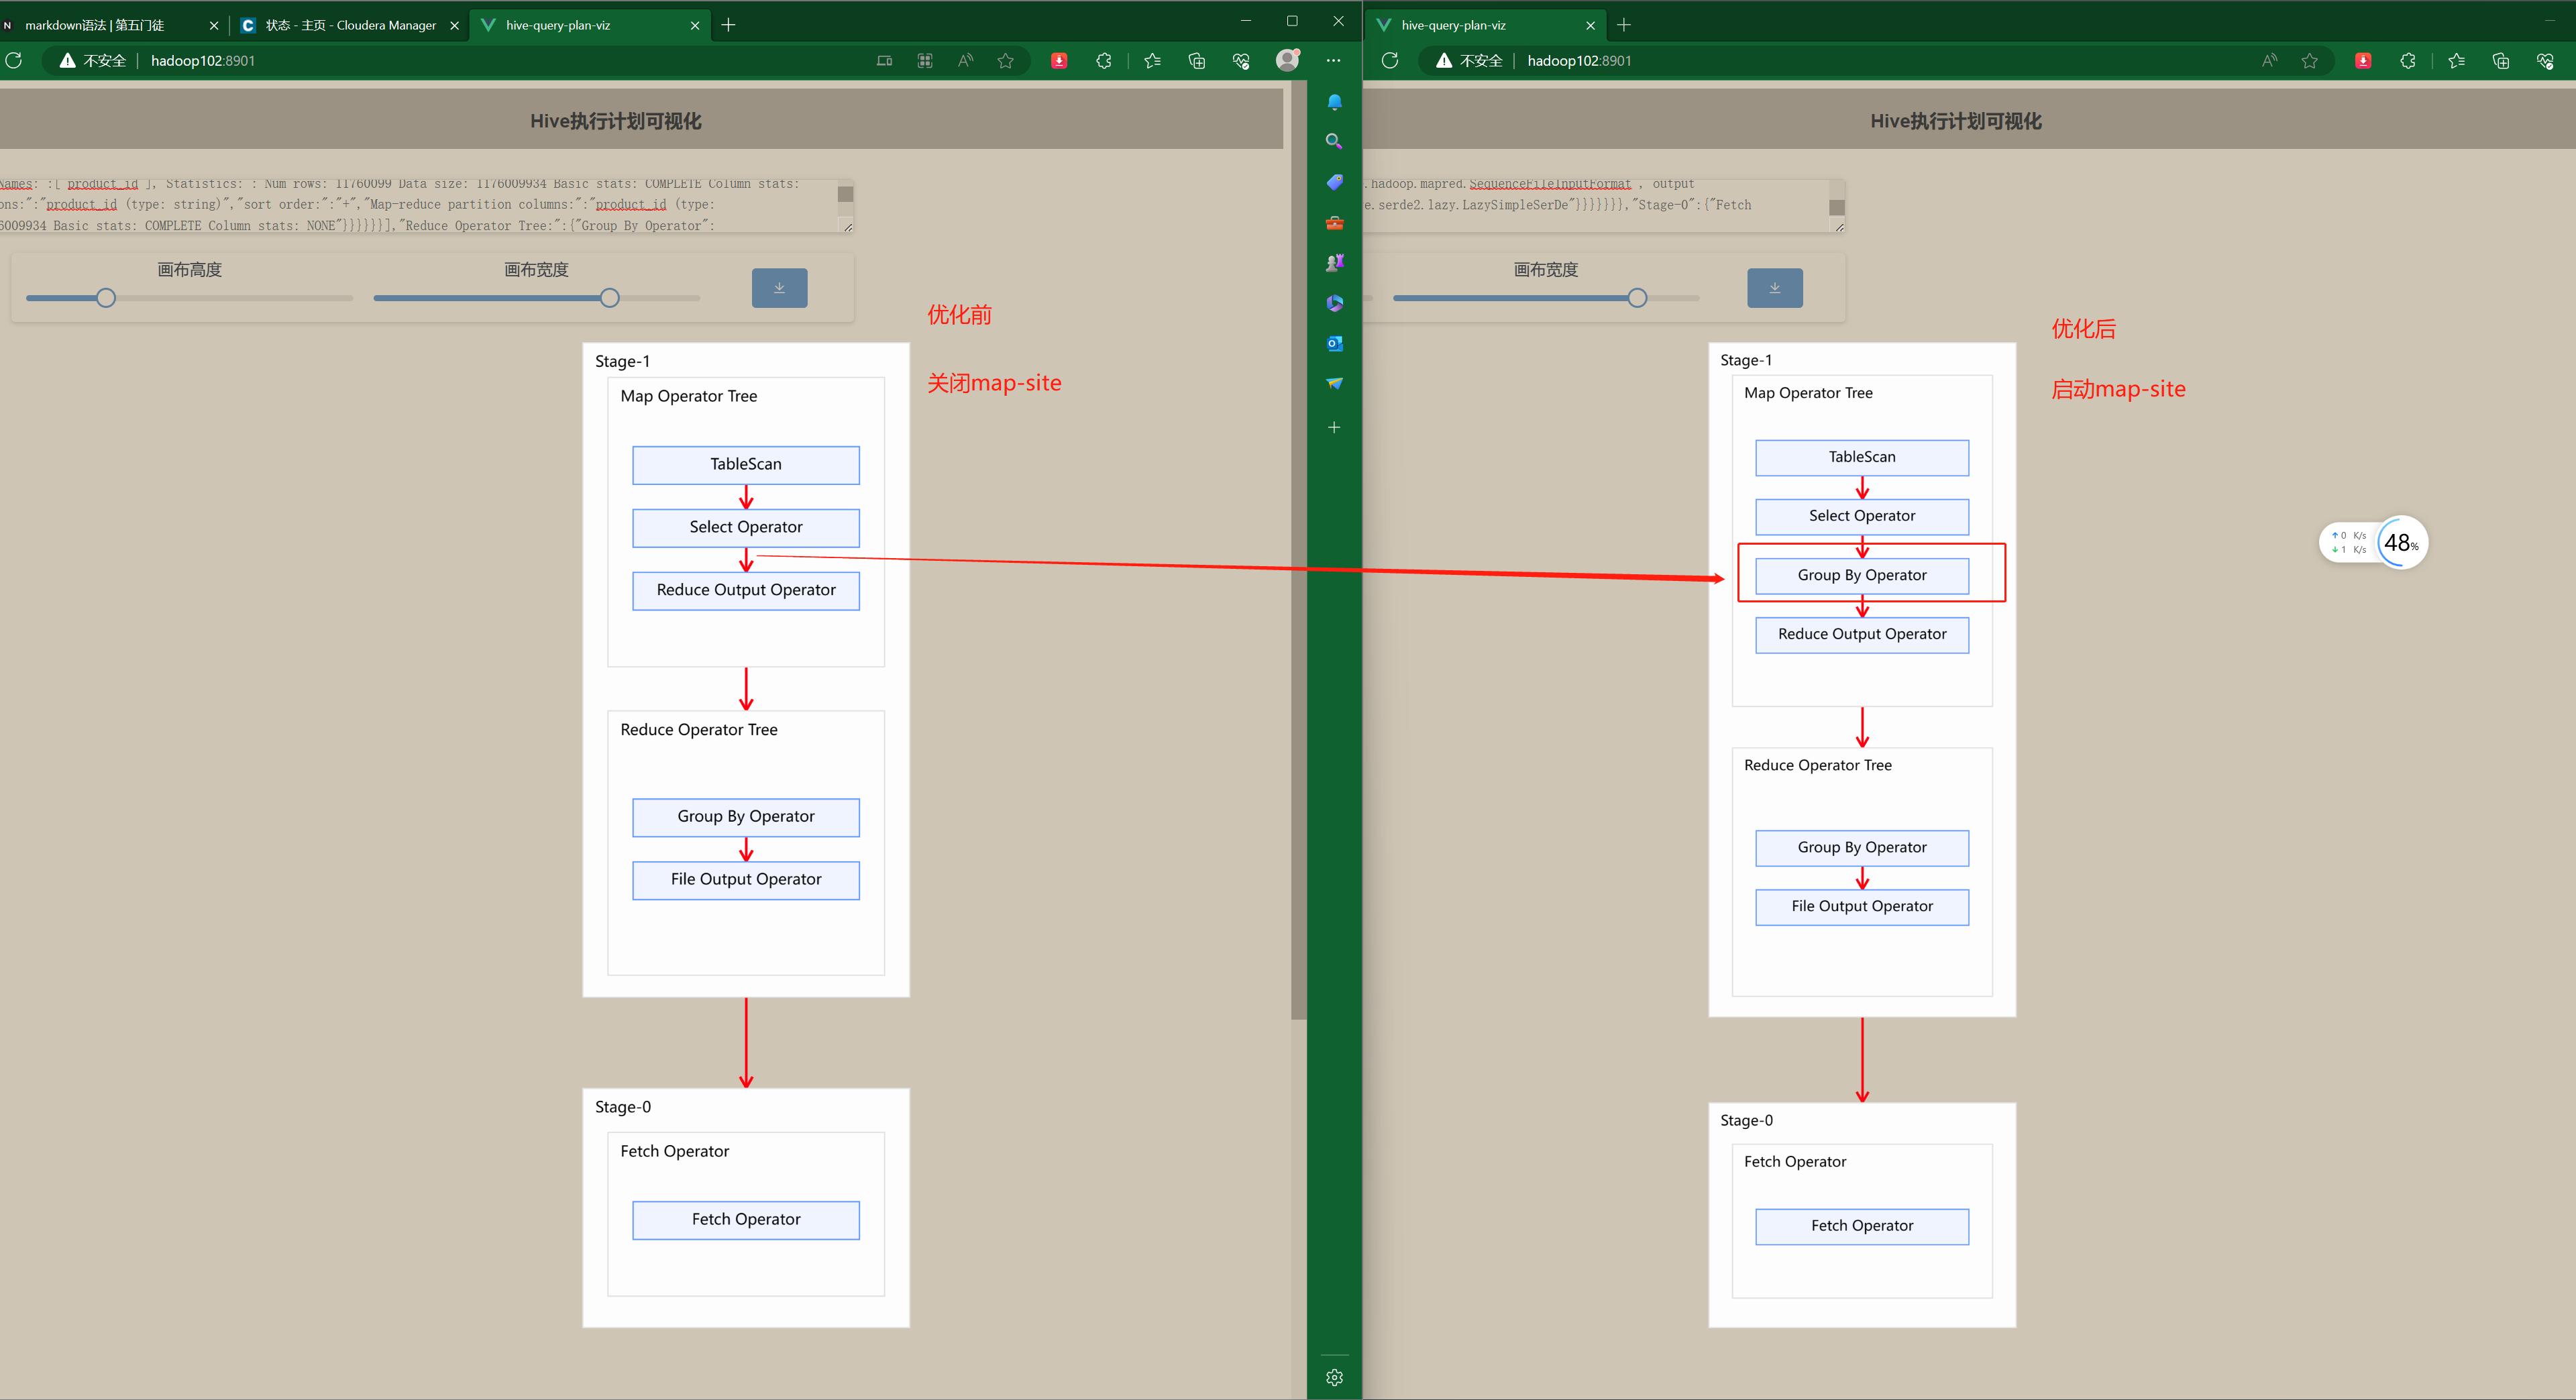 markdown语法 | 第五门徒
状态 - 主页 - Cloudera Manager
hive-query-plan-viz
不安全
hadoop102:8901
Hive执行计划可视化
Names: :[ product_id ], Statistics: : Num rows: 11760099 Data size: 1176009934 Basic stats: COMPLETE Column stats:
ons:":"product_id (type: string)","sort order:":"+","Map-reduce partition columns:":"product_id (type:
6009934 Basic stats: COMPLETE Column stats: NONE"}}}}}}],"Reduce Operator Tree:":{"Group By Operator":
画布高度
画布宽度
优化前
关闭map-site
Stage-1
Map Operator Tree
TableScan
Select Operator
Reduce Output Operator
Reduce Operator Tree
Group By Operator
File Output Operator
Stage-0
Fetch Operator
Fetch Operator
hive-query-plan-viz
不安全
hadoop102:8901
Hive执行计划可视化
.hadoop.mapred.SequenceFileInputFormat , output
e.serde2.lazy.LazySimpleSerDe"}}}}}}},"Stage-0":{"Fetch
画布宽度
优化后
启动map-site
Stage-1
Map Operator Tree
TableScan
Select Operator
Group By Operator
Reduce Output Operator
Reduce Operator Tree
Group By Operator
File Output Operator
Stage-0
Fetch Operator
Fetch Operator
0 K/s
1 K/s
48%